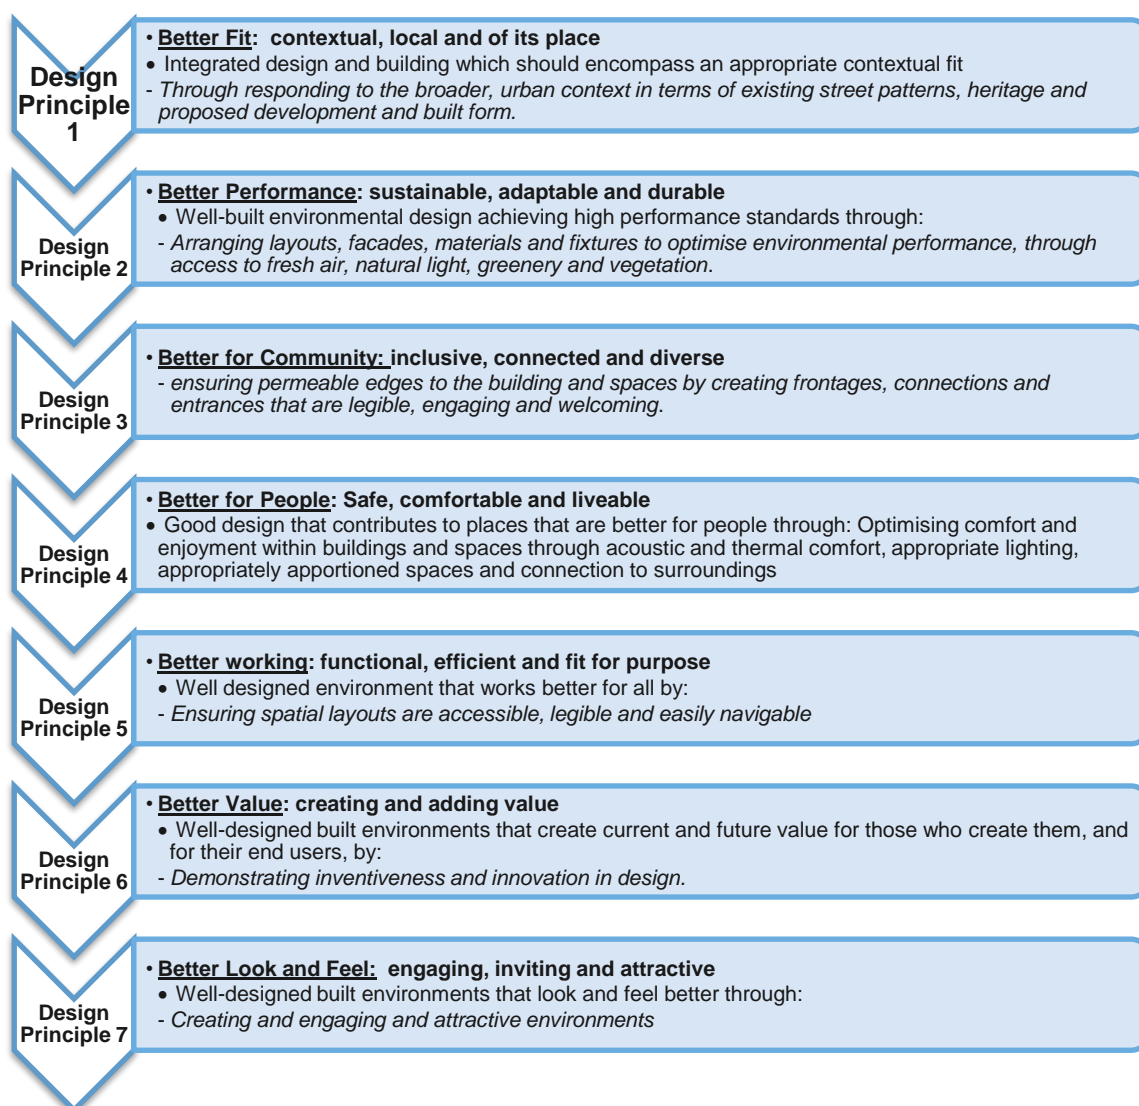 Design
Principle
1
• Better Fit:  contextual, local and of its place
• Integrated design and building which should encompass an appropriate contextual fit
- Through responding to the broader, urban context in terms of existing street patterns, heritage and
proposed development and built form.
Design
Principle 2
• Better Performance: sustainable, adaptable and durable
• Well-built environmental design achieving high performance standards through:
- Arranging layouts, facades, materials and fixtures to optimise environmental performance, through
access to fresh air, natural light, greenery and vegetation.
Design
Principle 3
• Better for Community: inclusive, connected and diverse
- ensuring permeable edges to the building and spaces by creating frontages, connections and
entrances that are legible, engaging and welcoming.
Design
Principle 4
• Better for People: Safe, comfortable and liveable
• Good design that contributes to places that are better for people through: Optimising comfort and
enjoyment within buildings and spaces through acoustic and thermal comfort, appropriate lighting,
appropriately apportioned spaces and connection to surroundings
Design
Principle 5
• Better working: functional, efficient and fit for purpose
• Well designed environment that works better for all by:
- Ensuring spatial layouts are accessible, legible and easily navigable
Design
Principle 6
• Better Value: creating and adding value
• Well-designed built environments that create current and future value for those who create them, and
for their end users, by:
- Demonstrating inventiveness and innovation in design.
Design
Principle 7
• Better Look and Feel:  engaging, inviting and attractive
• Well-designed built environments that look and feel better through:
- Creating and engaging and attractive environments